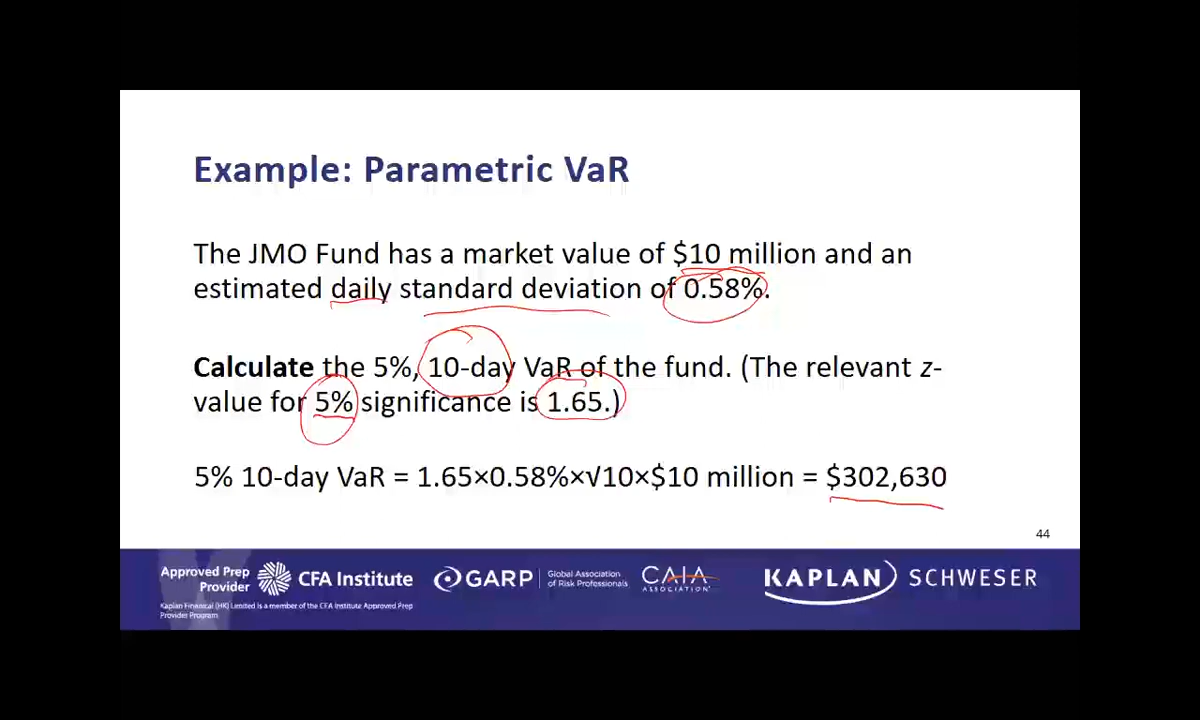 Example: Parametric VaR
The JMO Fund has a market value of $10 million and an
estimated daily standard deviation of 0.58%.
Calculate the 5%, 10-day VaR of the fund. (The relevant z-
value for 5% significance is 1.65.)
5% 10-day VaR = 1.65×0.58%×√10×$10 million = $302,630
44
Approved Prep
Provider
CFA Institute
GARP
Global Association
of Risk Professionals
CAIA
ASSOCIATION
KAPLAN SCHWESER
Kaplan Financial (HK) Limited is a member of the CFA Institute Approved Prep
Provider Program